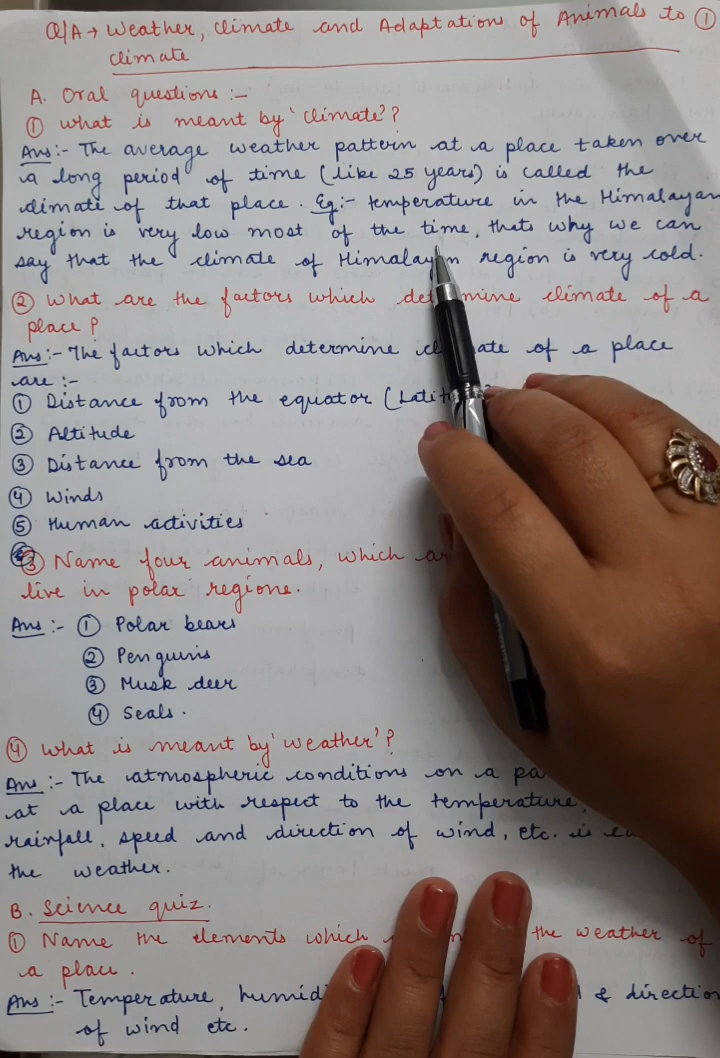 Q/A → Weather, climate and Adaptations of Animals to ①
climate
A. Oral questions :-
① What is meant by 'climate'?
Ans :- The average weather pattern at a place taken over
a long period of time (like 25 years) is called the
climate of that place. Eg:- temperature in the Himalayan
region is very low most of the time, thats why we can
say that the climate of Himalayan region is very cold.
② What are the factors which determine climate of a
place ?
Ans :- The factors which determine climate of a place
are :-
① Distance from the equator (
② Altitude
③ Distance from the sea
④ Winds
⑤ Human activities
③ Name four animals, which
live in polar regione.
Ans :- ① Polar bears
② Penguins
③ Musk deer
④ Seals.
④ What is meant by 'weather'?
Ans :- The atmospheric conditions on a
at a place with respect to the temperature,
rainfall, speed and direction of wind, etc. is
the weather.
B. Science quiz.
① Name the elements which the weather of
a place.
Ans :- Temperature, & direction
of wind etc.